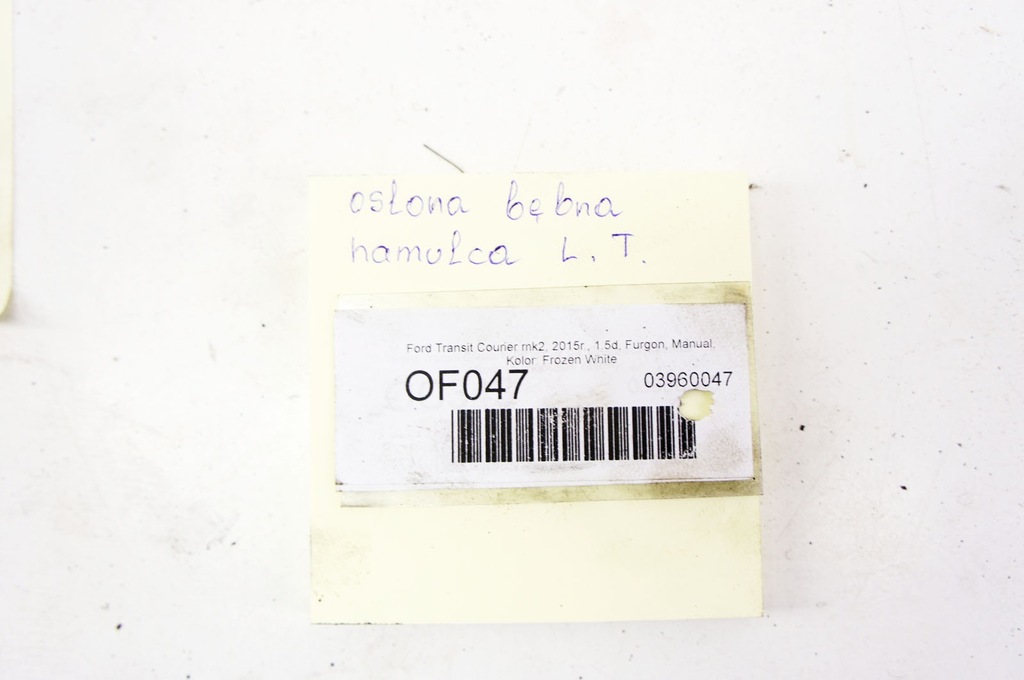 osłona bębna
hamulca L.T.
Ford Transit Courier mk2, 2015r., 1.5d, Furgon, Manual,
Kolor: Frozen White
OF047
03960047